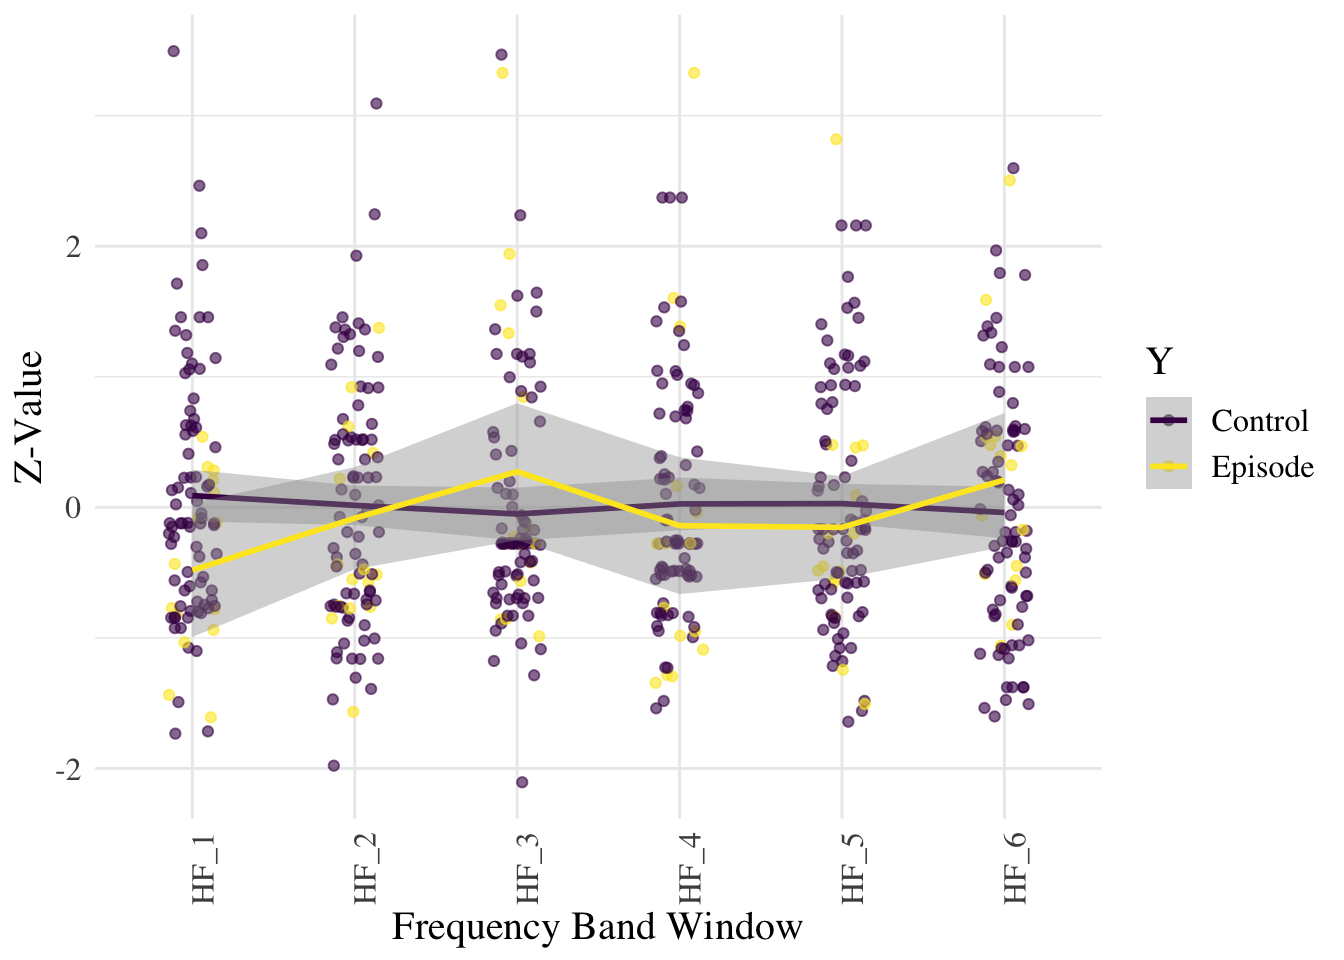 Z-Value
2
0
-2
HF_1
HF_2
HF_3
HF_4
HF_5
HF_6
Frequency Band Window
Y
Control
Episode